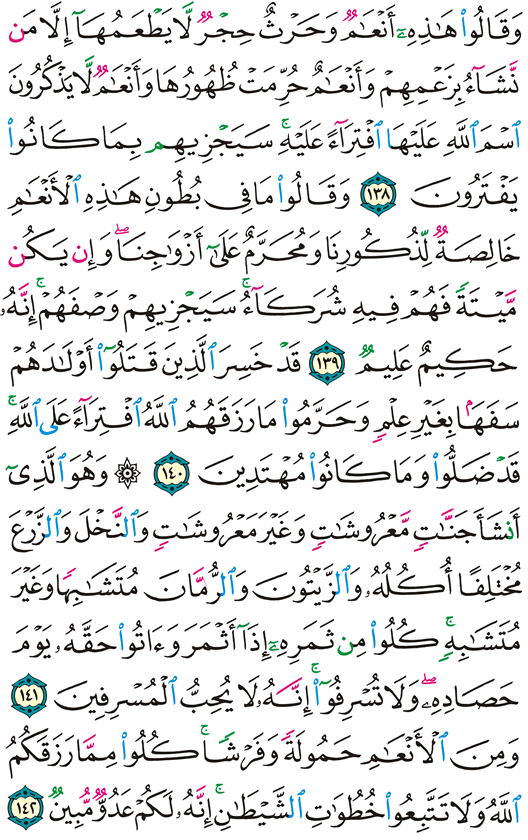 وَقَالُوا۟ هَـٰذِهِۦٓ أَنْعَـٰمٌ وَحَرْثٌ حِجْرٌ لَّا يَطْعَمُهَآ إِلَّا مَن
نَّشَآءُ بِزَعْمِهِمْ وَأَنْعَـٰمٌ حُرِّمَتْ ظُهُورُهَا وَأَنْعَـٰمٌ لَّا يَذْكُرُونَ
ٱسْمَ ٱللَّهِ عَلَيْهَا ٱفْتِرَآءً عَلَيْهِ ۚ سَيَجْزِيهِم بِمَا كَانُوا۟
يَفْتَرُونَ ١٣٨ وَقَالُوا۟ مَا فِى بُطُونِ هَـٰذِهِ ٱلْأَنْعَـٰمِ
خَالِصَةٌ لِّذُكُورِنَا وَمُحَرَّمٌ عَلَىٰٓ أَزْوَٰجِنَا ۖ وَإِن يَكُن
مَّيْتَةً فَهُمْ فِيهِ شُرَكَآءُ ۚ سَيَجْزِيهِمْ وَصْفَهُمْ ۚ إِنَّهُۥ
حَكِيمٌ عَلِيمٌ ١٣٩ قَدْ خَسِرَ ٱلَّذِينَ قَتَلُوٓا۟ أَوْلَـٰدَهُمْ
سَفَهًۢا بِغَيْرِ عِلْمٍ وَحَرَّمُوا۟ مَا رَزَقَهُمُ ٱللَّهُ ٱفْتِرَآءً عَلَى ٱللَّهِ ۚ
قَدْ ضَلُّوا۟ وَمَا كَانُوا۟ مُهْتَدِينَ ١٤٠ ۞ وَهُوَ ٱلَّذِىٓ
أَنشَأَ جَنَّـٰتٍ مَّعْرُوشَـٰتٍ وَغَيْرَ مَعْرُوشَـٰتٍ وَٱلنَّخْلَ وَٱلزَّرْعَ
مُخْتَلِفًا أُكُلُهُۥ وَٱلزَّيْتُونَ وَٱلرُّمَّانَ مُتَشَـٰبِهًا وَغَيْرَ
مُتَشَـٰبِهٍ ۚ كُلُوا۟ مِن ثَمَرِهِۦٓ إِذَآ أَثْمَرَ وَءَاتُوا۟ حَقَّهُۥ يَوْمَ
حَصَادِهِۦ ۖ وَلَا تُسْرِفُوٓا۟ ۚ إِنَّهُۥ لَا يُحِبُّ ٱلْمُسْرِفِينَ ١٤١
وَمِنَ ٱلْأَنْعَـٰمِ حَمُولَةً وَفَرْشًا ۚ كُلُوا۟ مِمَّا رَزَقَكُمُ
ٱللَّهُ وَلَا تَتَّبِعُوا۟ خُطُوَٰتِ ٱلشَّيْطَـٰنِ ۚ إِنَّهُۥ لَكُمْ عَدُوٌّ مُّبِينٌ ١٤٢